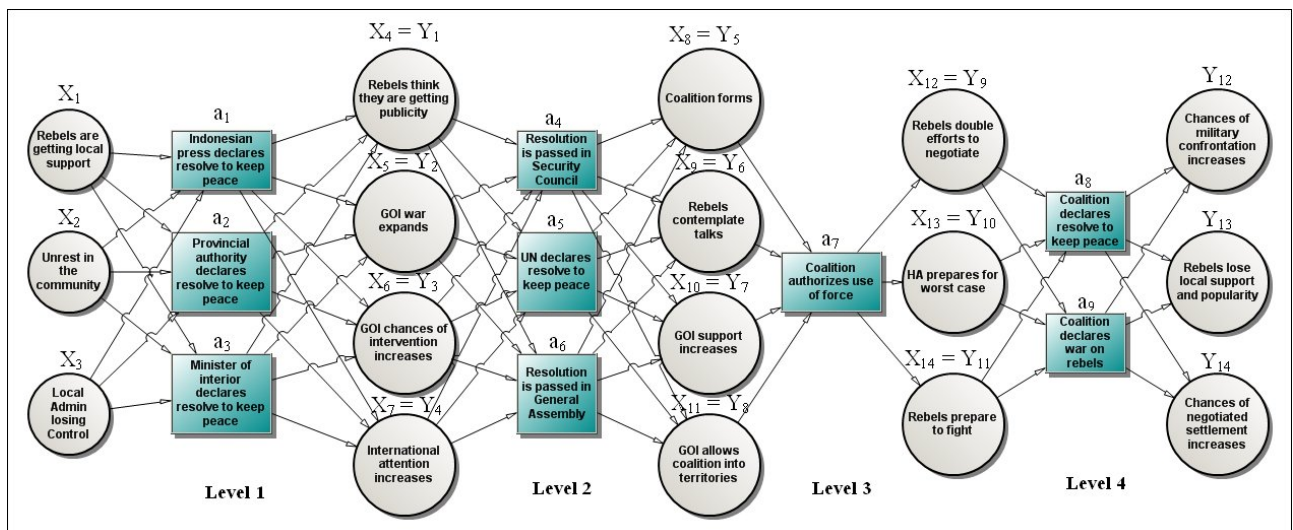 X1
Rebels are
getting local
support
X2
Unrest in
the
community
X3
Local
Admin
losing
Control
a1
Indonesian
press declares
resolve to keep
peace
a2
Provincial
authority
declares
resolve to
keep peace
a3
Minister of
interior
declares
resolve to keep
peace
Level 1
X4 = Y1
Rebels think
they are getting
publicity
X5 = Y2
GOI war
expands
X6 = Y3
GOI chances of
intervention
increases
X7 = Y4
International
attention
increases
a4
Resolution
is passed in
Security
Council
a5
UN declares
resolve to
keep peace
a6
Resolution
is passed in
General
Assembly
Level 2
X8 = Y5
Coalition forms
X9 = Y6
Rebels
contemplate
talks
X10 = Y7
GOI support
increases
X11 = Y8
GOI allows
coalition into
territories
a7
Coalition
authorizes use
of force
Level 3
X12 = Y9
Rebels double
efforts to
negotiate
X13 = Y10
HA prepares for
worst case
X14 = Y11
Rebels prepare
to fight
a8
Coalition
declares
resolve to
keep peace
a9
Coalition
declares
war on
rebels
Level 4
Y12
Chances of
military
confrontation
increases
Y13
Rebels lose
local support
and popularity
Y14
Chances of
negotiated
settlement
increases